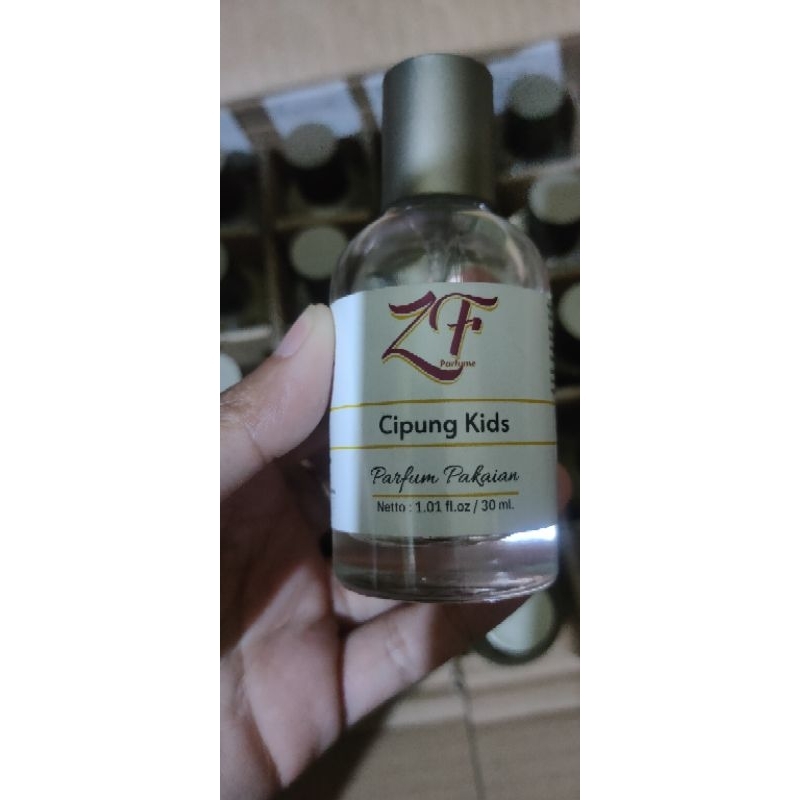 ZF
Parfume
Cipung Kids
Parfum Pakaian
Netto : 1.01 fl.oz / 30 ml.